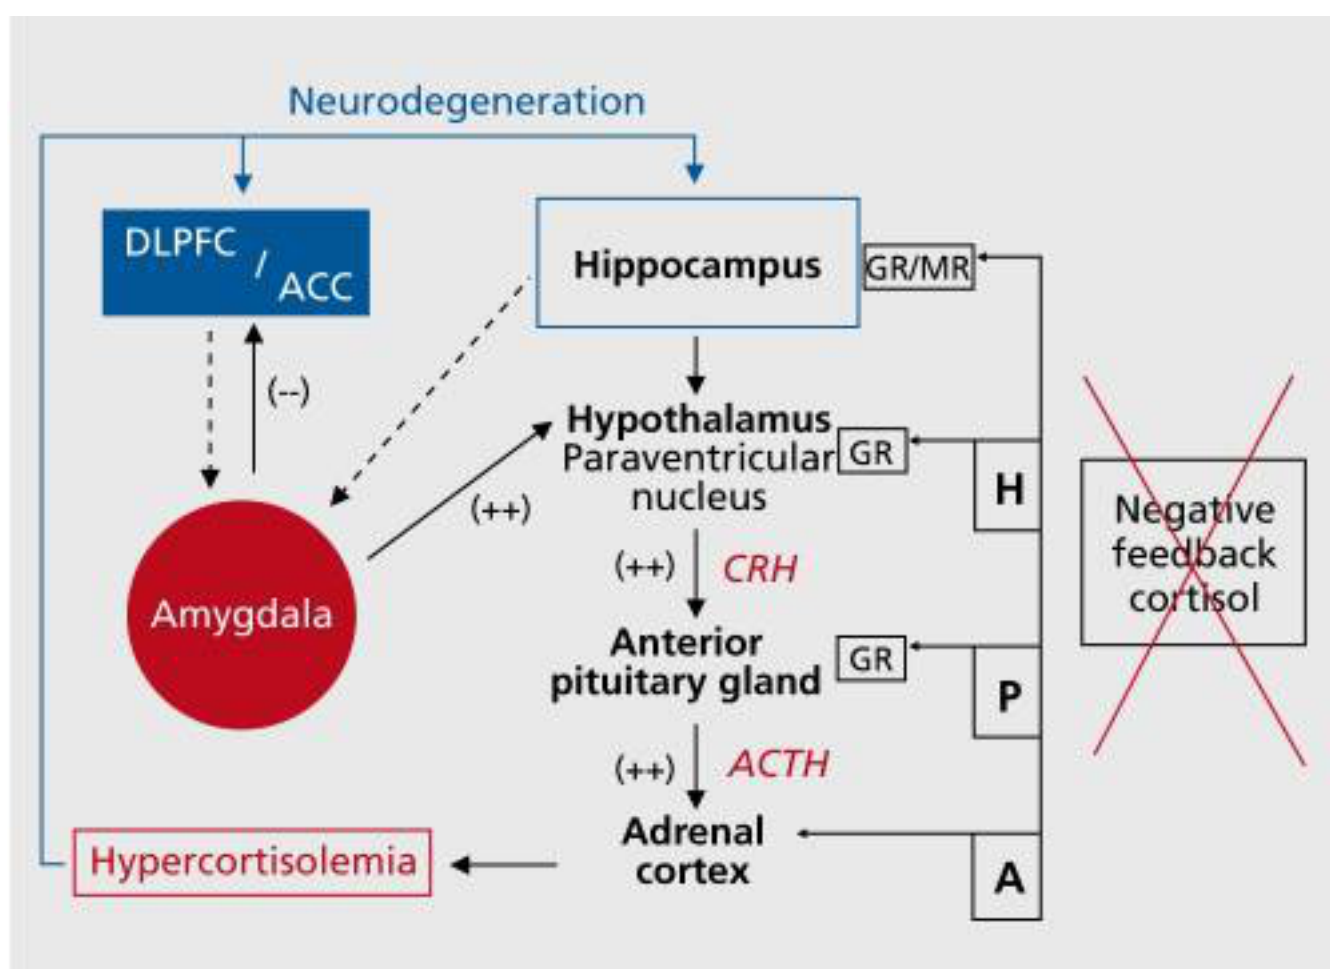 Neurodegeneration
DLPFC / ACC
Hippocampus
GR/MR
(--)
Hypothalamus
Paraventricular
nucleus
GR
H
(++)
Negative
feedback
cortisol
(++) CRH
Amygdala
Anterior
pituitary gland
GR
P
(++) ACTH
Adrenal
cortex
Hypercortisolemia
A